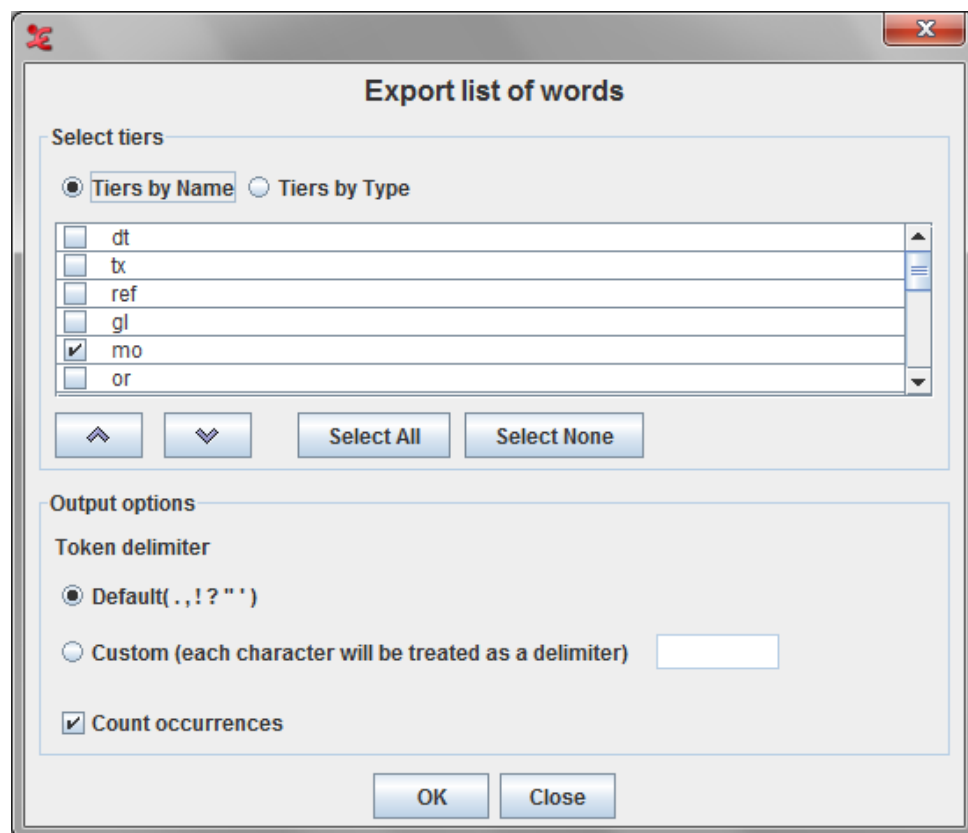 Export list of words
Select tiers
Tiers by Name Tiers by Type
dt
tx
ref
gl
mo
or
Select All Select None
Output options
Token delimiter
Default( . , ! ? " ' )
Custom (each character will be treated as a delimiter)
Count occurrences
OK Close